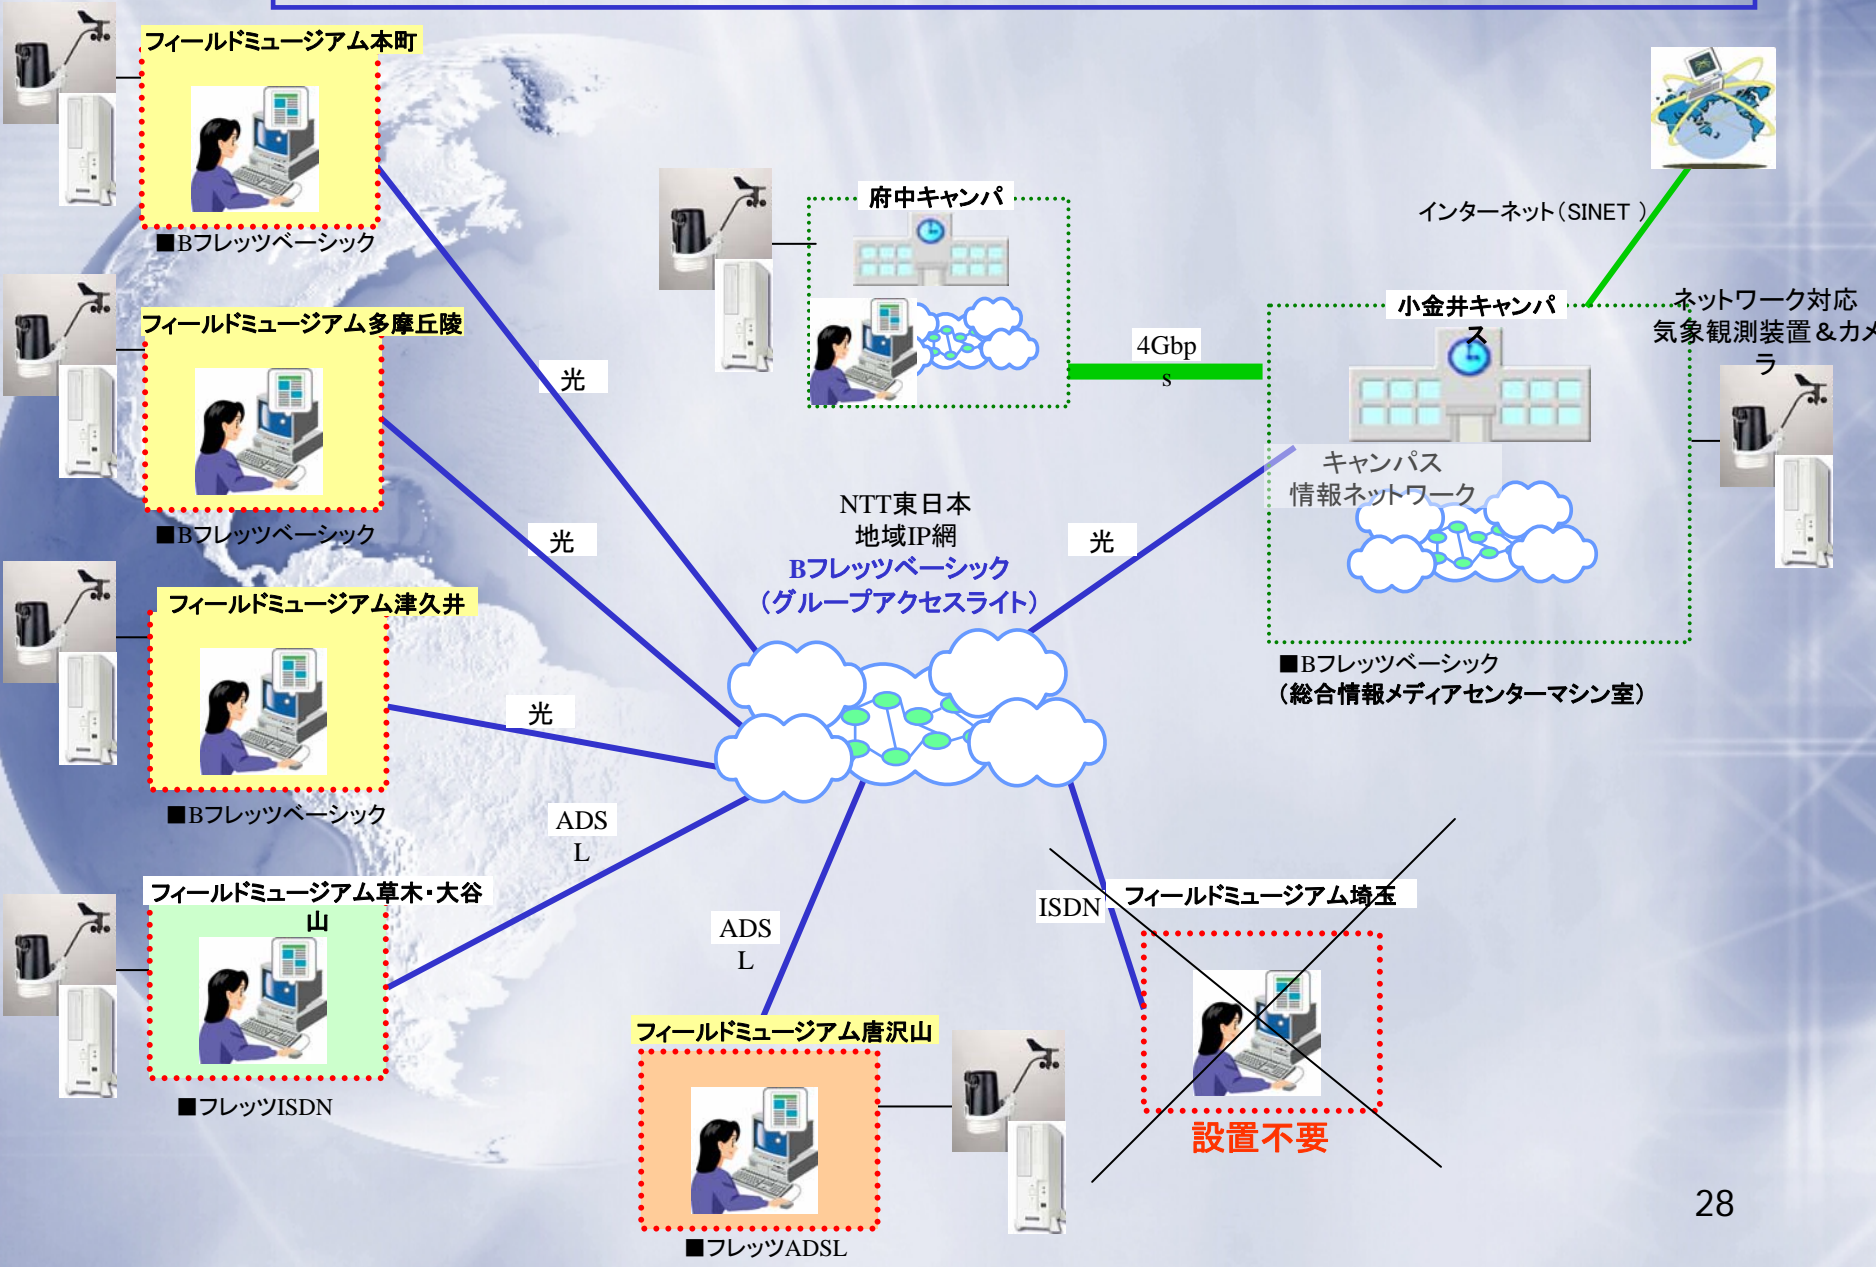 フィールドミュージアム本町
■Bフレッツベーシック
フィールドミュージアム多摩丘陵
■Bフレッツベーシック
フィールドミュージアム津久井
■Bフレッツベーシック
フィールドミュージアム草木・大谷
山
■フレッツISDN
光
光
光
ADS
L
ADS
L
ISDN
府中キャンパ
4Gbp
s
インターネット（SINET ）
小金井キャンパ
ス
ネットワーク対応
気象観測装置＆カメ
ラ
キャンパス
情報ネットワーク
NTT東日本
地域IP網
Bフレッツベーシック
（グループアクセスライト）
光
■Bフレッツベーシック
（総合情報メディアセンターマシン室）
フィールドミュージアム唐沢山
■フレッツADSL
フィールドミュージアム埼玉
設置不要
28